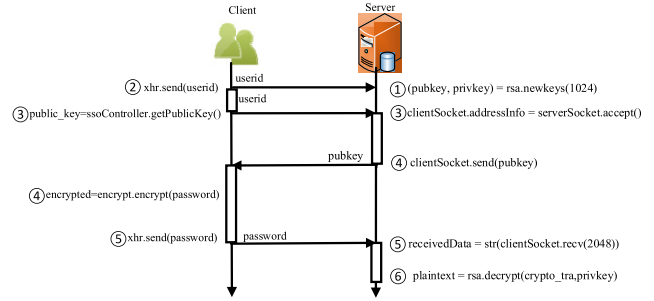 Client
Server
userid
② xhr.send(userid)
① (pubkey, privkey) = rsa.newkeys(1024)
userid
③ public_key=ssoController.getPublicKey()
③ clientSocket.addressInfo = serverSocket.accept()
pubkey
④ clientSocket.send(pubkey)
④ encrypted=encrypt.encrypt(password)
⑤ xhr.send(password)
password
⑤ receivedData = str(clientSocket.recv(2048))
⑥ plaintext = rsa.decrypt(crypto_tra,privkey)